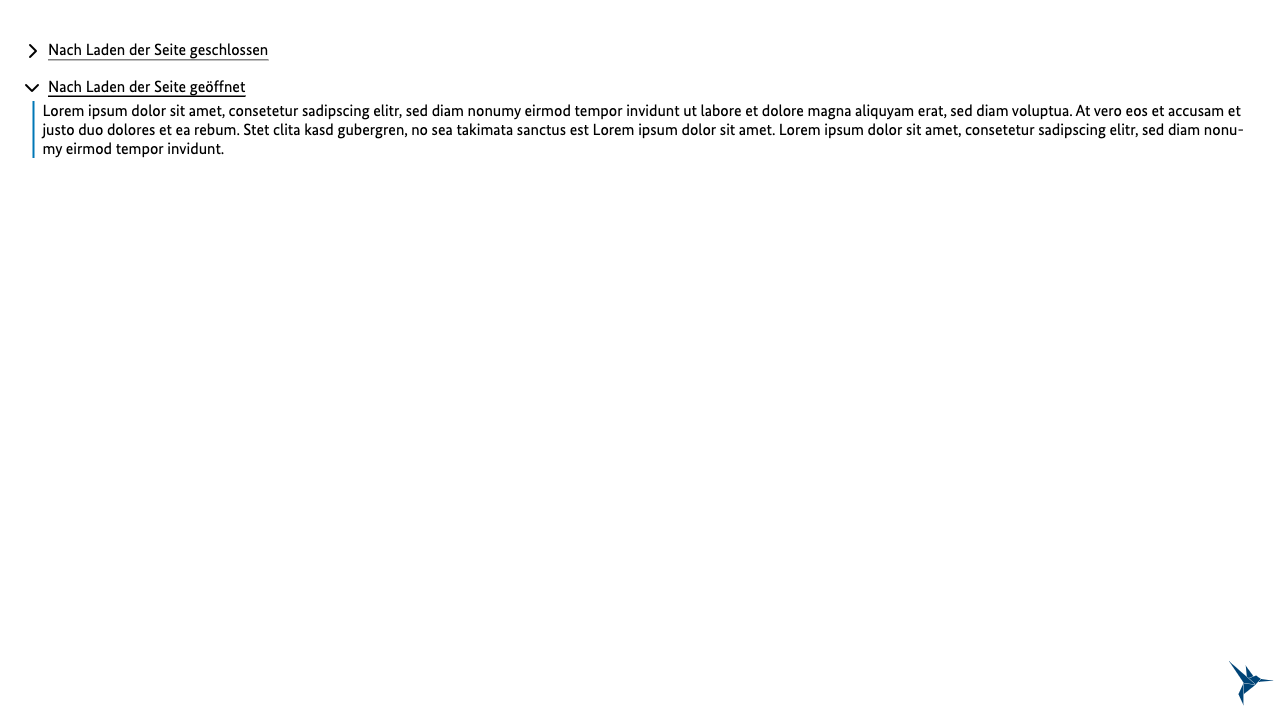 Nach Laden der Seite geschlossen
Nach Laden der Seite geöffnet
Lorem ipsum dolor sit amet, consetetur sadipscing elitr, sed diam nonumy eirmod tempor invidunt ut labore et dolore magna aliquyam erat, sed diam voluptua. At vero eos et accusam et
justo duo dolores et ea rebum. Stet clita kasd gubergren, no sea takimata sanctus est Lorem ipsum dolor sit amet. Lorem ipsum dolor sit amet, consetetur sadipscing elitr, sed diam nonu-
my eirmod tempor invidunt.